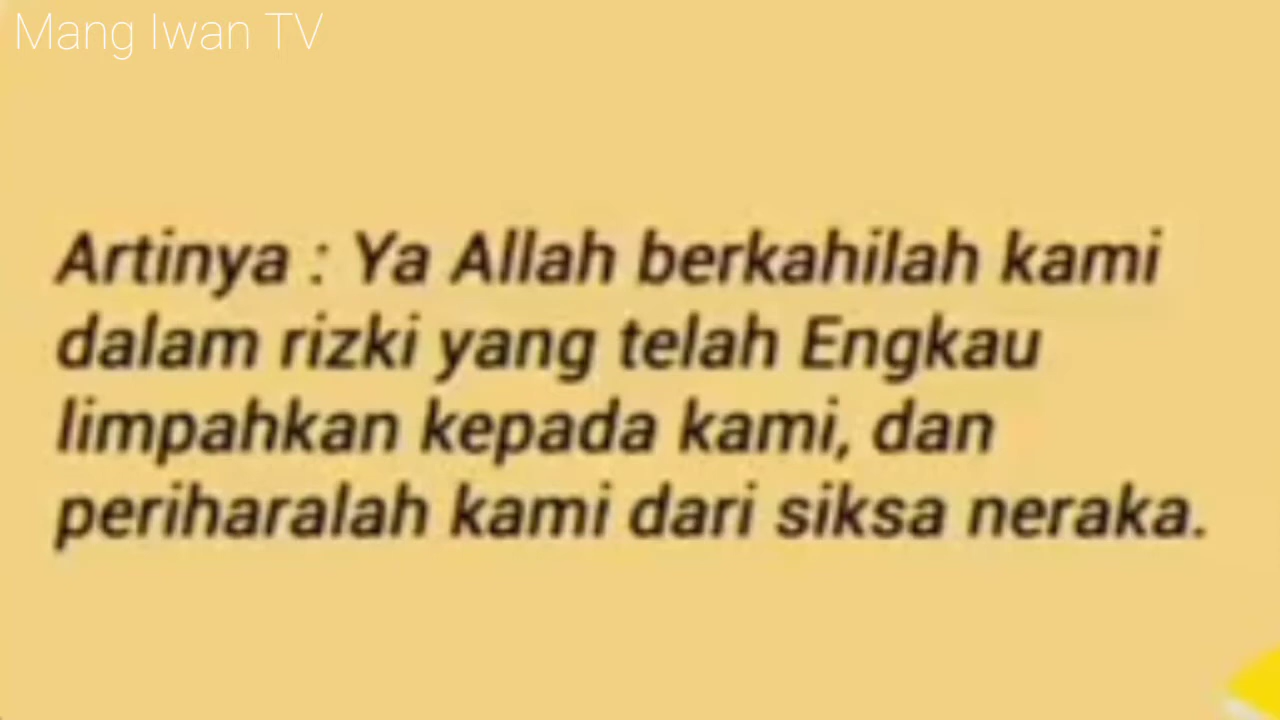 Mang Iwan TV
Artinya : Ya Allah berkahilah kami
dalam rizki yang telah Engkau
limpahkan kepada kami, dan
periharalah kami dari siksa neraka.